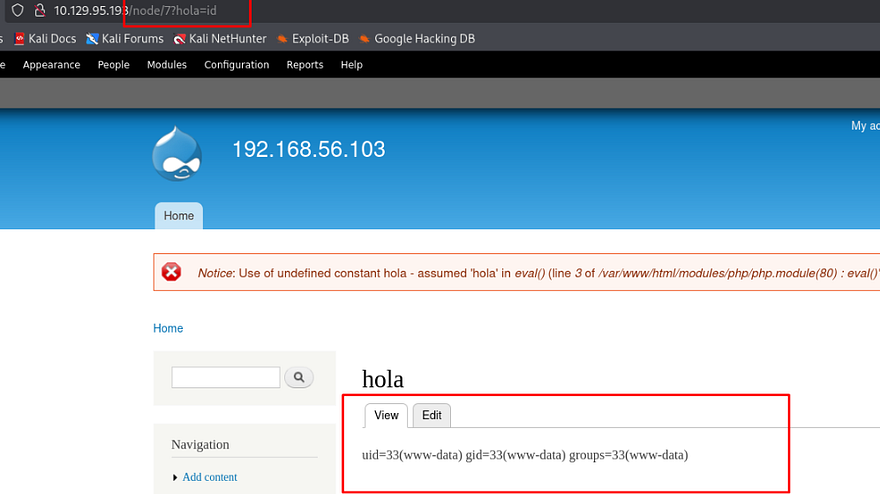 10.129.95.193/node/7?hola=id
Kali Docs Kali Forums Kali NetHunter Exploit-DB Google Hacking DB
Appearance People Modules Configuration Reports Help
My
192.168.56.103
Home
Notice: Use of undefined constant hola - assumed 'hola' in eval() (line 3 of /var/www/html/modules/php/php.module(80) : eval()'
Home
hola
View Edit
Navigation
uid=33(www-data) gid=33(www-data) groups=33(www-data)
Add content